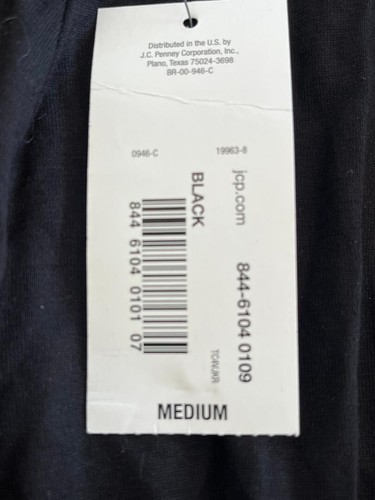 Distributed in the U.S. by
J.C. Penney Corporation, Inc.,
Plano, Texas 75024-3698
BR-00-946-C
0946-C
19963-8
jcp.com
844-6104 0109
BLACK
844 6104 0101 07
TC4VJKR
MEDIUM